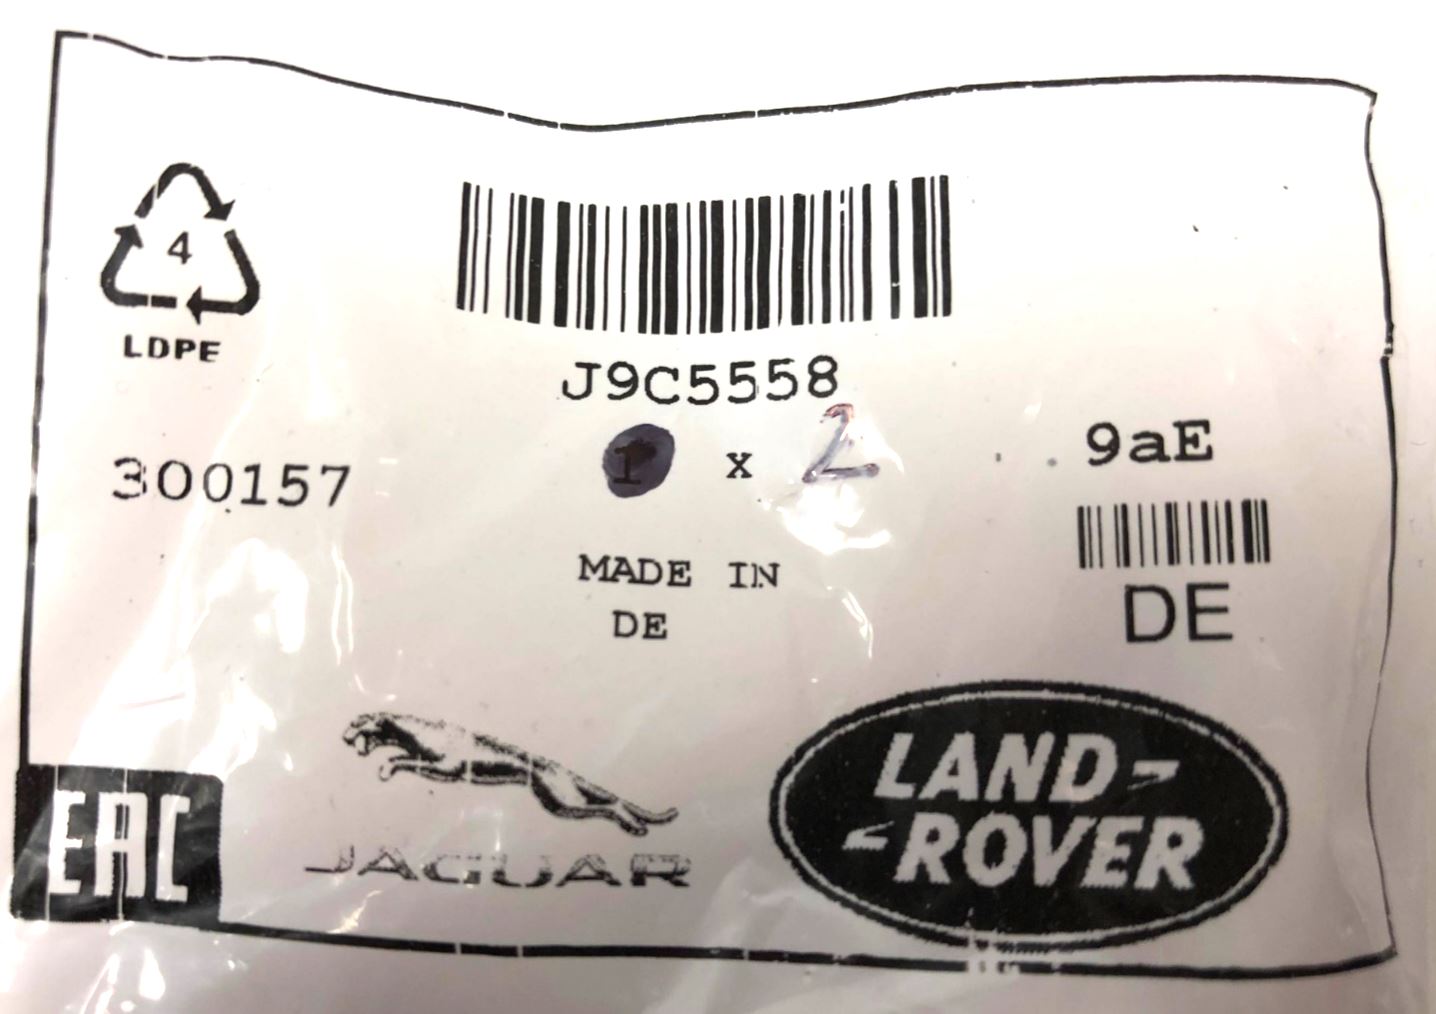 4
LDPE
J9C5558
300157
1 x 2
9aE
MADE IN
DE
DE
EAC
JAGUAR
LAND-
-ROVER